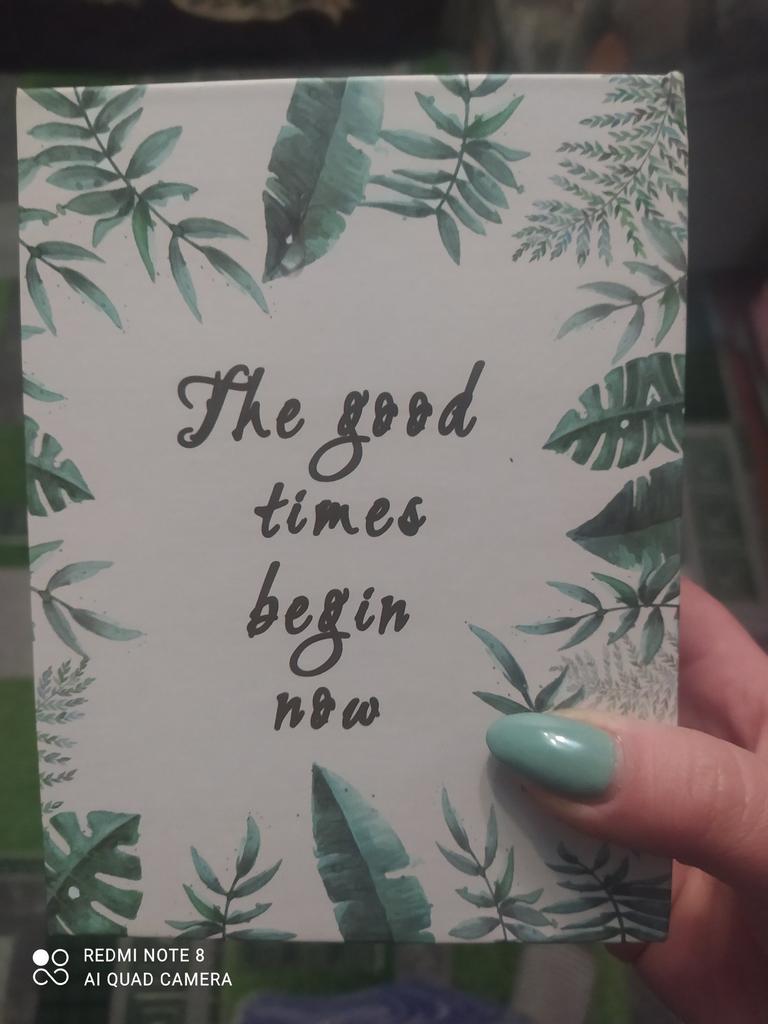 The good
times
begin
now
REDMI NOTE 8
AI QUAD CAMERA